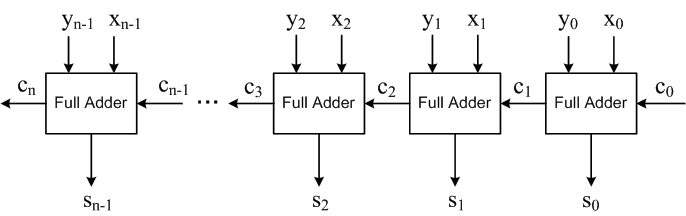 yn-1 xn-1 y2 x2 y1 x1 y0 x0
cn Full Adder cn-1 ... c3 Full Adder c2 Full Adder c1 Full Adder c0
sn-1 s2 s1 s0